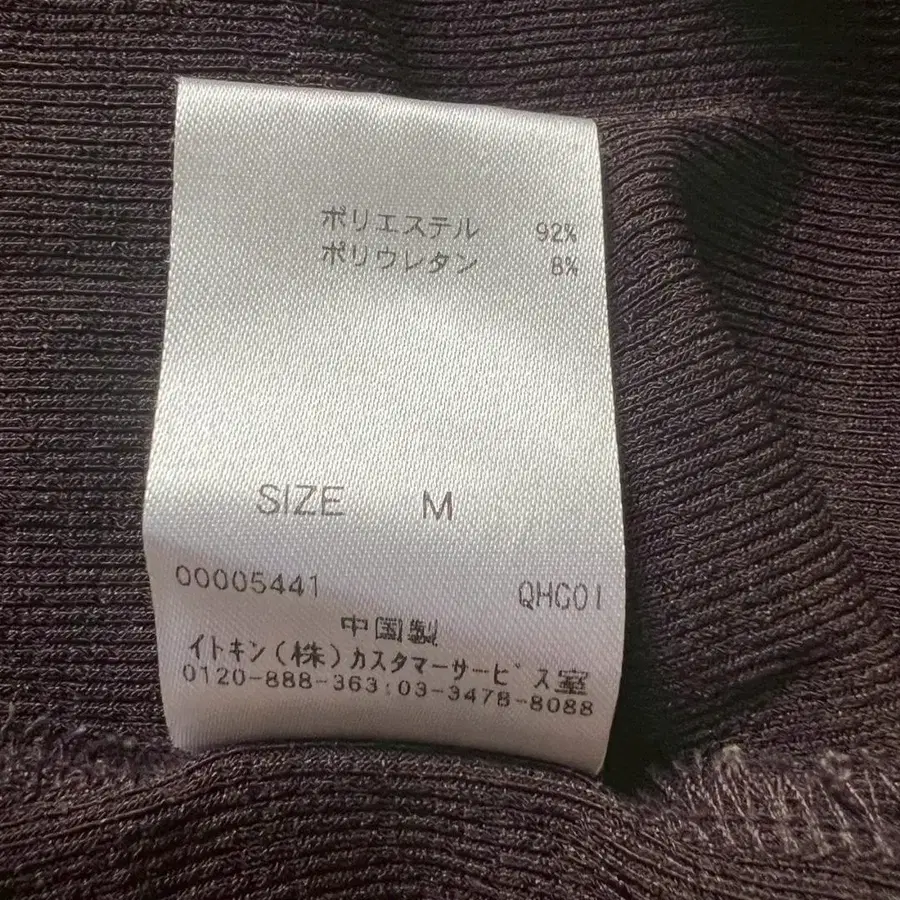 ポリエステル 92%
ポリウレタン 8%
SIZE M
00005441 QHC01
中国製
イトキン(株)カスタマーサービス室
0120-888-363:03-3478-8088